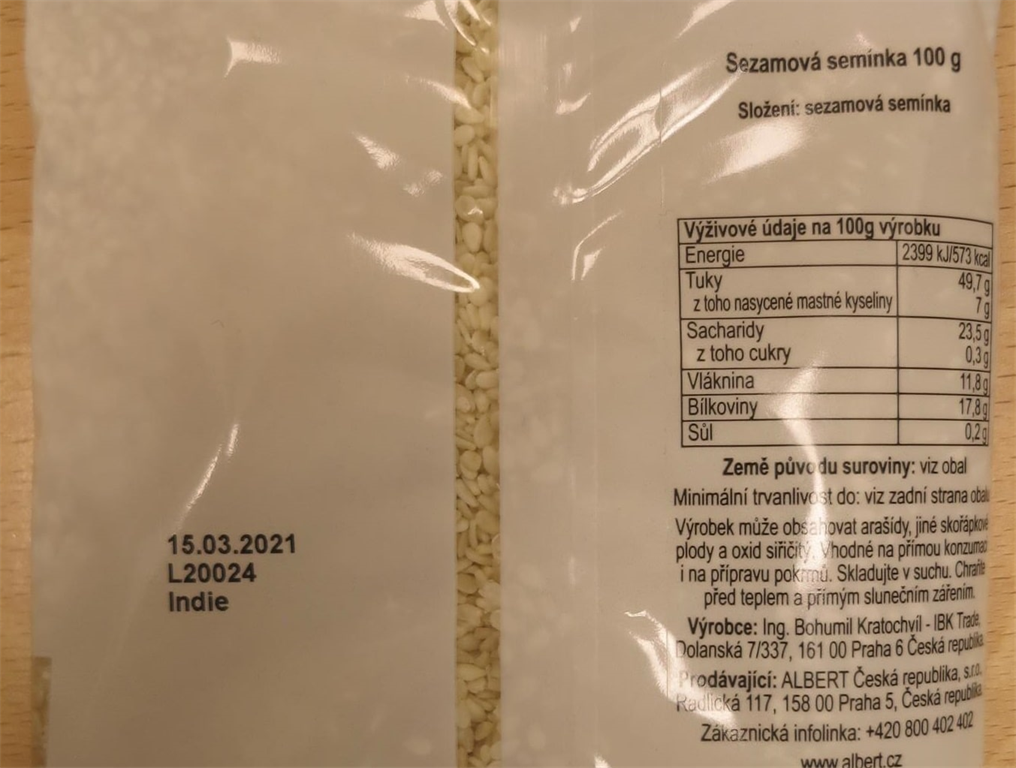 15.03.2021
L20024
Indie
Sezamová semínka 100 g
Složení: sezamová semínka
Výživové údaje na 100g výrobku
Energie 2399 kJ/573 kcal
Tuky 49,7 g
z toho nasycené mastné kyseliny 7 g
Sacharidy 23,5 g
z toho cukry 0,3 g
Vláknina 11,8 g
Bílkoviny 17,8 g
Sůl 0,2 g
Země původu suroviny: viz obal
Minimální trvanlivost do: viz zadní strana obalu
Výrobek může obsahovat arašídy, jiné skořápkové
plody a oxid siřičitý. Vhodné na přímou konzumaci
i na přípravu pokrmů. Skladujte v suchu. Chraňte
před teplem a přímým slunečním zářením.
Výrobce: Ing. Bohumil Kratochvíl - IBK Trade,
Dolanská 7/337, 161 00 Praha 6 Česká republika
Prodávající: ALBERT Česká republika, s.r.o.
Radlická 117, 158 00 Praha 5, Česká republika
Zákaznická infolinka: +420 800 402 402
www.albert.cz